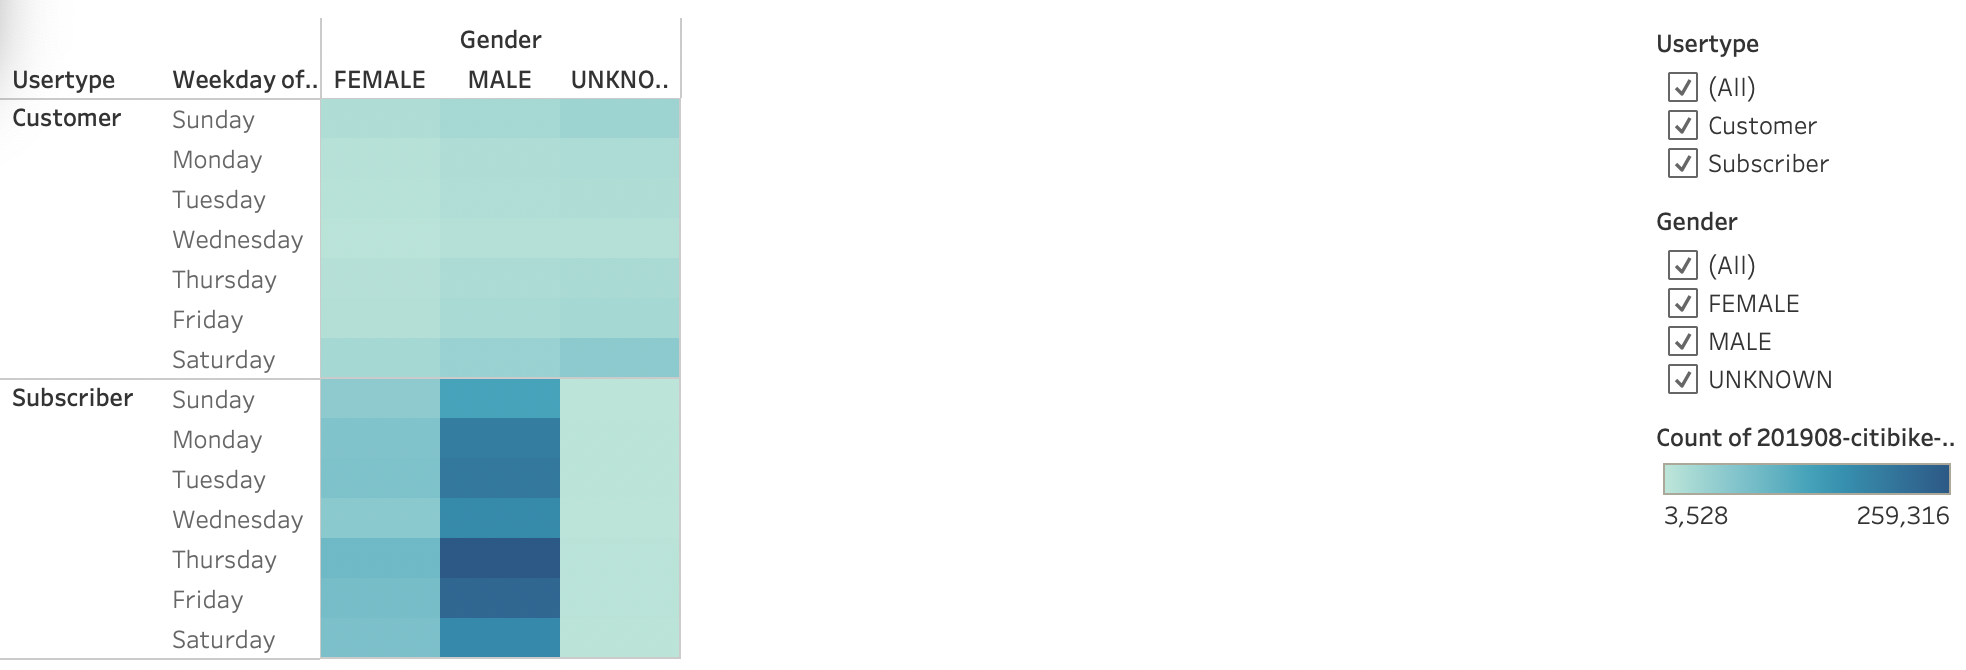 Gender
Usertype Weekday of.. FEMALE MALE UNKNO..
Customer Sunday
Monday
Tuesday
Wednesday
Thursday
Friday
Saturday
Subscriber Sunday
Monday
Tuesday
Wednesday
Thursday
Friday
Saturday
Usertype
(All)
Customer
Subscriber
Gender
(All)
FEMALE
MALE
UNKNOWN
Count of 201908-citibike-..
3,528 259,316